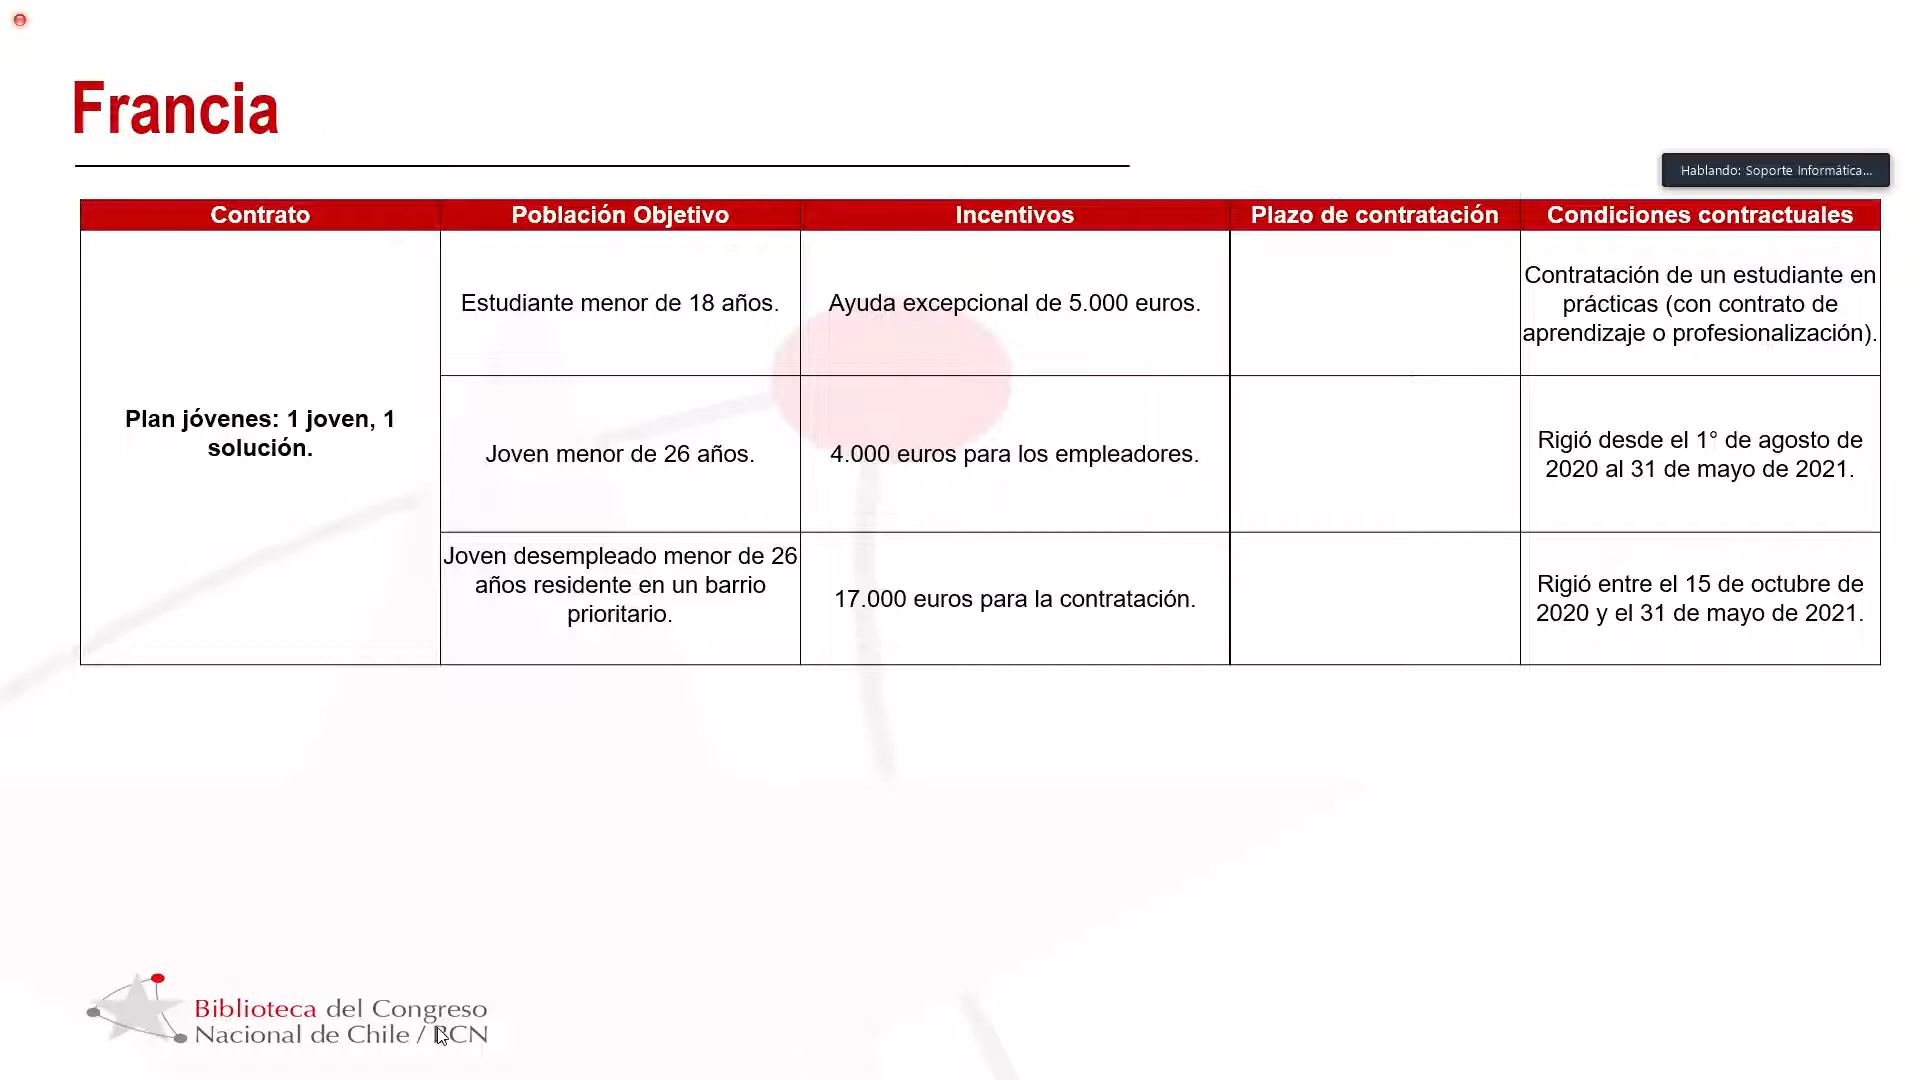 Francia
Hablando: Soporte Informática...
Contrato
Población Objetivo
Incentivos
Plazo de contratación
Condiciones contractuales
Plan jóvenes: 1 joven, 1
solución.
Estudiante menor de 18 años.
Ayuda excepcional de 5.000 euros.
Contratación de un estudiante en
prácticas (con contrato de
aprendizaje o profesionalización).
Joven menor de 26 años.
4.000 euros para los empleadores.
Rigió desde el 1° de agosto de
2020 al 31 de mayo de 2021.
Joven desempleado menor de 26
años residente en un barrio
prioritario.
17.000 euros para la contratación.
Rigió entre el 15 de octubre de
2020 y el 31 de mayo de 2021.
Biblioteca del Congreso
Nacional de Chile / BCN